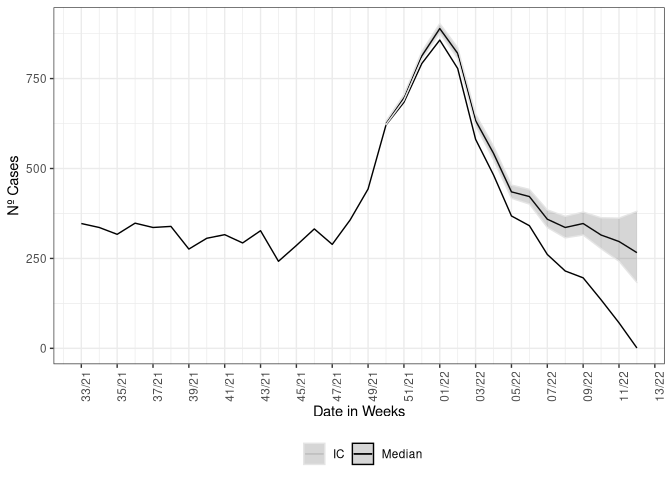 Nº Cases
750
500
250
0
33/21 35/21 37/21 39/21 41/21 43/21 45/21 47/21 49/21 51/21 01/22 03/22 05/22 07/22 09/22 11/22 13/22
Date in Weeks
IC Median